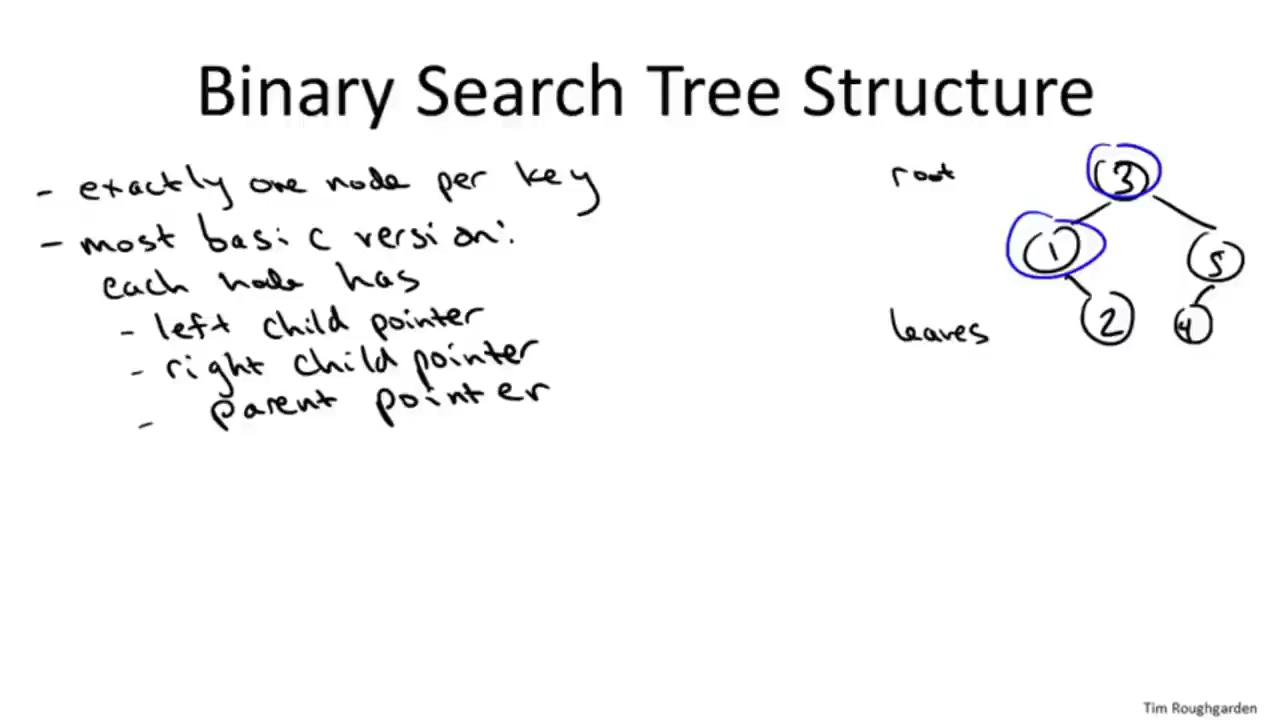 Binary Search Tree Structure
- exactly one node per key
- most basic version:
each node has
- left child pointer
- right child pointer
- parent pointer
root
3
1
5
leaves
2
4
Tim Roughgarden